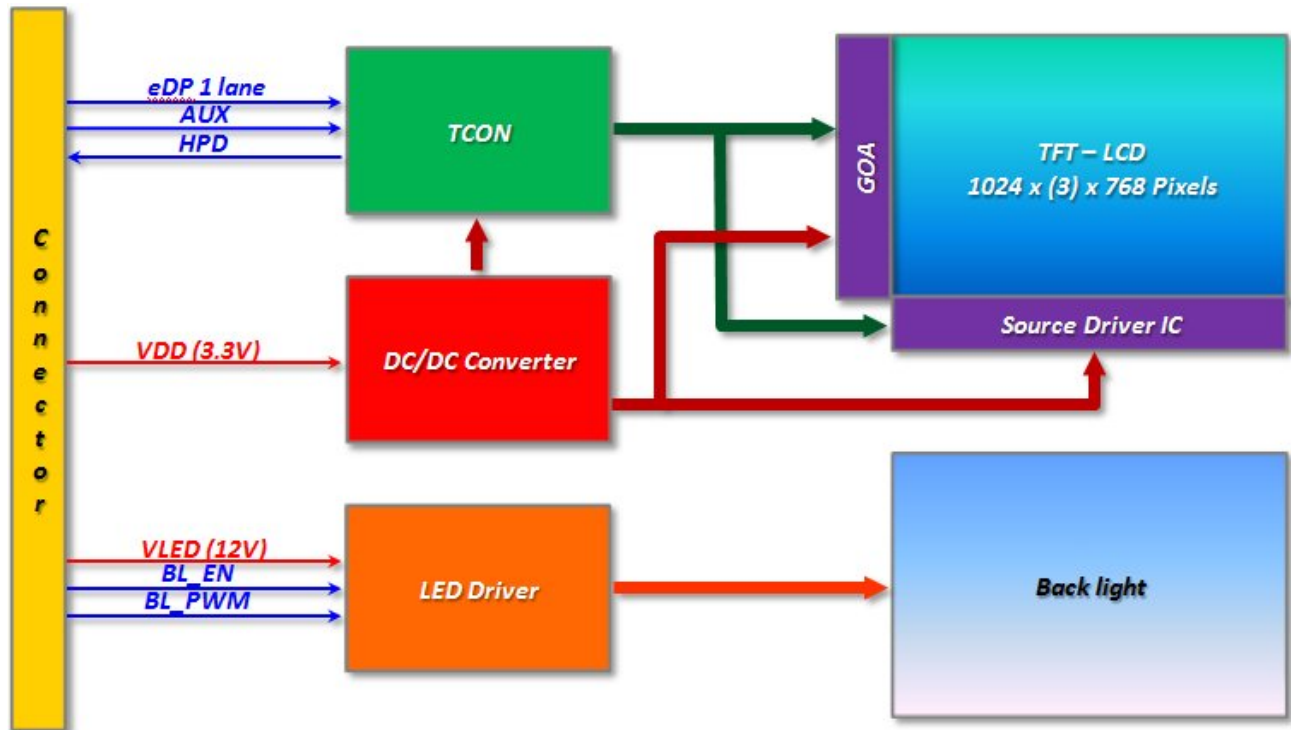 Connector
eDP 1 lane
AUX
HPD
TCON
GOA
TFT – LCD
1024 x (3) x 768 Pixels
Source Driver IC
VDD (3.3V)
DC/DC Converter
VLED (12V)
BL_EN
BL_PWM
LED Driver
Back light